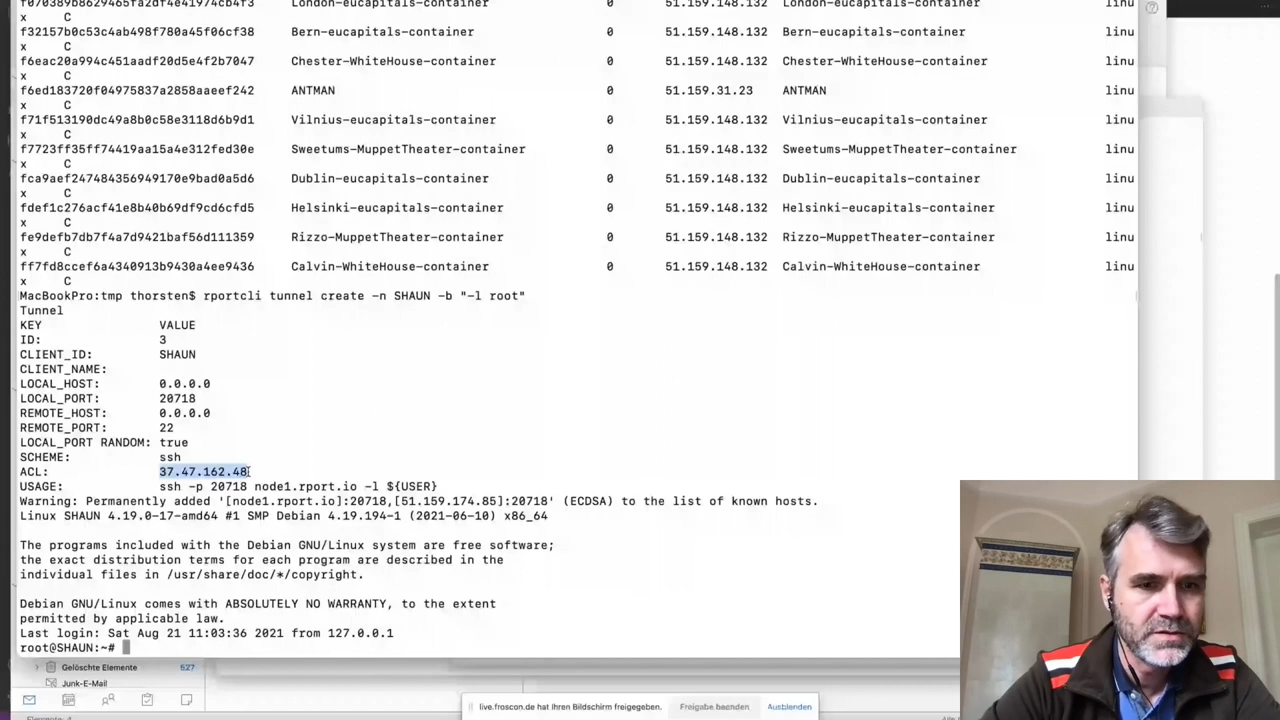 f070389b8629465fa2df4e41974cb4f3 London-eucapitals-container 0 51.159.148.132 London-eucapitals-container linu
x C
f32157b0c53c4ab498f780a45f06cf38 Bern-eucapitals-container 0 51.159.148.132 Bern-eucapitals-container linu
x C
f6eac20a994c451aadf20d5e4f2b7047 Chester-WhiteHouse-container 0 51.159.148.132 Chester-WhiteHouse-container linu
x C
f6ed183720f04975837a2858aaeef242 ANTMAN 0 51.159.31.23 ANTMAN linu
x C
f71f513190dc49a8b0c58e3118d6b9d1 Vilnius-eucapitals-container 0 51.159.148.132 Vilnius-eucapitals-container linu
x C
f7723ff35ff74419aa15a4e312fed30e Sweetums-MuppetTheater-container 0 51.159.148.132 Sweetums-MuppetTheater-container linu
x C
fca9aef247484356949170e9bad0a5d6 Dublin-eucapitals-container 0 51.159.148.132 Dublin-eucapitals-container linu
x C
fdef1c276acf41e8b40b69df9cd6cfd5 Helsinki-eucapitals-container 0 51.159.148.132 Helsinki-eucapitals-container linu
x C
fe9defb7db7f4a7d9421baf56d111359 Rizzo-MuppetTheater-container 0 51.159.148.132 Rizzo-MuppetTheater-container linu
x C
ff7fd8ccef6a4340913b9430a4ee9436 Calvin-WhiteHouse-container 0 51.159.148.132 Calvin-WhiteHouse-container linu
x C
MacBookPro:tmp thorsten$ rportcli tunnel create -n SHAUN -b "-l root"
Tunnel
KEY VALUE
ID: 3
CLIENT_ID: SHAUN
CLIENT_NAME:
LOCAL_HOST: 0.0.0.0
LOCAL_PORT: 20718
REMOTE_HOST: 0.0.0.0
REMOTE_PORT: 22
LOCAL_PORT RANDOM: true
SCHEME: ssh
ACL: 37.47.162.48
USAGE: ssh -p 20718 node1.rport.io -l ${USER}
Warning: Permanently added '[node1.rport.io]:20718,[51.159.174.85]:20718' (ECDSA) to the list of known hosts.
Linux SHAUN 4.19.0-17-amd64 #1 SMP Debian 4.19.194-1 (2021-06-10) x86_64
The programs included with the Debian GNU/Linux system are free software;
the exact distribution terms for each program are described in the
individual files in /usr/share/doc/*/copyright.
Debian GNU/Linux comes with ABSOLUTELY NO WARRANTY, to the extent
permitted by applicable law.
Last login: Sat Aug 21 11:03:36 2021 from 127.0.0.1
root@SHAUN:~#
Gelöschte Elemente 527
Junk-E-Mail
live.froscon.de hat Ihren Bildschirm freigegeben. Freigabe beenden Ausblenden